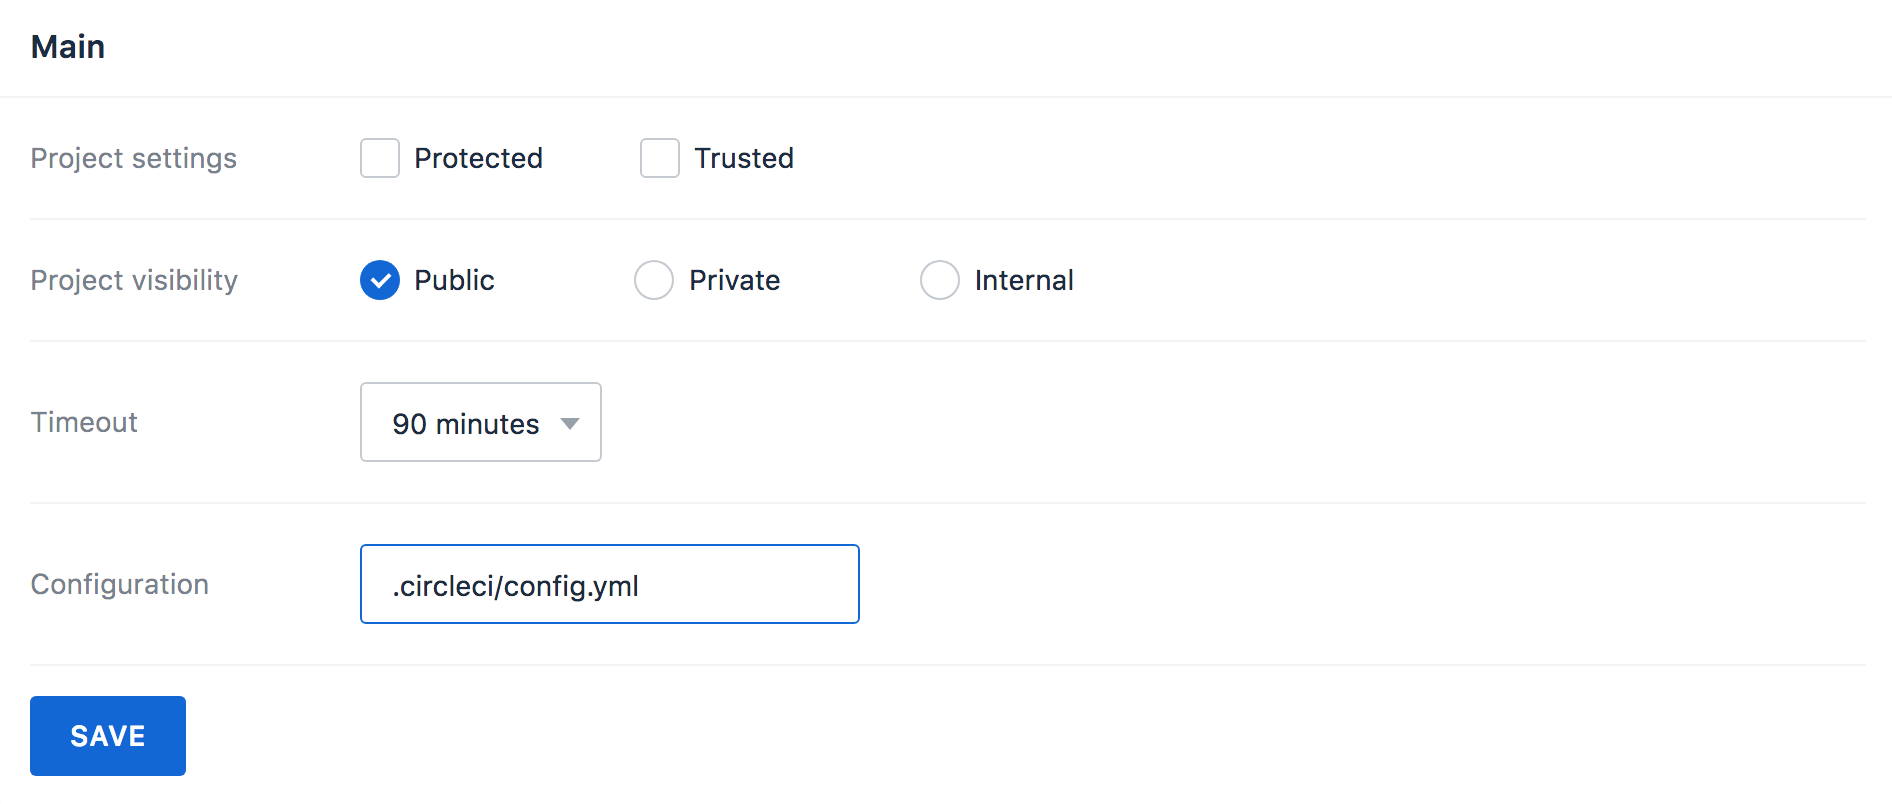 Main
Project settings Protected Trusted
Project visibility Public Private Internal
Timeout 90 minutes
Configuration .circleci/config.yml
SAVE